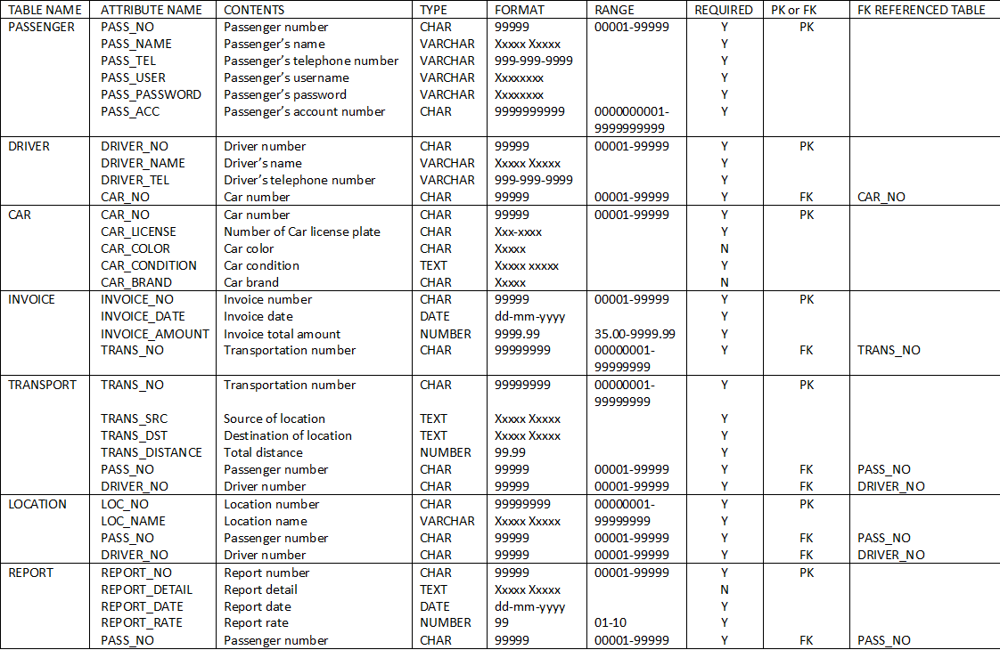 TABLE NAME ATTRIBUTE NAME CONTENTS TYPE FORMAT RANGE REQUIRED PK or FK FK REFERENCED TABLE
PASSENGER PASS_NO Passenger number CHAR 99999 00001-99999 Y PK
PASS_NAME Passenger’s name VARCHAR Xxxxx Xxxxx Y
PASS_TEL Passenger’s telephone number VARCHAR 999-999-9999 Y
PASS_USER Passenger’s username VARCHAR Xxxxxxxx Y
PASS_PASSWORD Passenger’s password VARCHAR Xxxxxxxx Y
PASS_ACC Passenger’s account number CHAR 9999999999 0000000001- Y
9999999999
DRIVER DRIVER_NO Driver number CHAR 99999 00001-99999 Y PK
DRIVER_NAME Driver’s name VARCHAR Xxxxx Xxxxx Y
DRIVER_TEL Driver’s telephone number VARCHAR 999-999-9999 Y
CAR_NO Car number CHAR 99999 00001-99999 Y FK CAR_NO
CAR CAR_NO Car number CHAR 99999 00001-99999 Y PK
CAR_LICENSE Number of Car license plate CHAR Xxx-xxxx Y
CAR_COLOR Car color CHAR Xxxxx N
CAR_CONDITION Car condition TEXT Xxxxx xxxxx Y
CAR_BRAND Car brand CHAR Xxxxx N
INVOICE INVOICE_NO Invoice number CHAR 99999 00001-99999 Y PK
INVOICE_DATE Invoice date DATE dd-mm-yyyy Y
INVOICE_AMOUNT Invoice total amount NUMBER 9999.99 35.00-9999.99 Y
TRANS_NO Transportation number CHAR 99999999 00000001- Y FK TRANS_NO
99999999
TRANSPORT TRANS_NO Transportation number CHAR 99999999 00000001- Y PK
99999999
TRANS_SRC Source of location TEXT Xxxxx Xxxxx Y
TRANS_DST Destination of location TEXT Xxxxx Xxxxx Y
TRANS_DISTANCE Total distance NUMBER 99.99 Y
PASS_NO Passenger number CHAR 99999 00001-99999 Y FK PASS_NO
DRIVER_NO Driver number CHAR 99999 00001-99999 Y FK DRIVER_NO
LOCATION LOC_NO Location number CHAR 99999999 00000001- Y PK
LOC_NAME Location name VARCHAR Xxxxx Xxxxx 99999999 Y
PASS_NO Passenger number CHAR 99999 00001-99999 Y FK PASS_NO
DRIVER_NO Driver number CHAR 99999 00001-99999 Y FK DRIVER_NO
REPORT REPORT_NO Report number CHAR 99999 00001-99999 Y PK
REPORT_DETAIL Report detail TEXT Xxxxx Xxxxx N
REPORT_DATE Report date DATE dd-mm-yyyy Y
REPORT_RATE Report rate NUMBER 99 01-10 Y
PASS_NO Passenger number CHAR 99999 00001-99999 Y FK PASS_NO